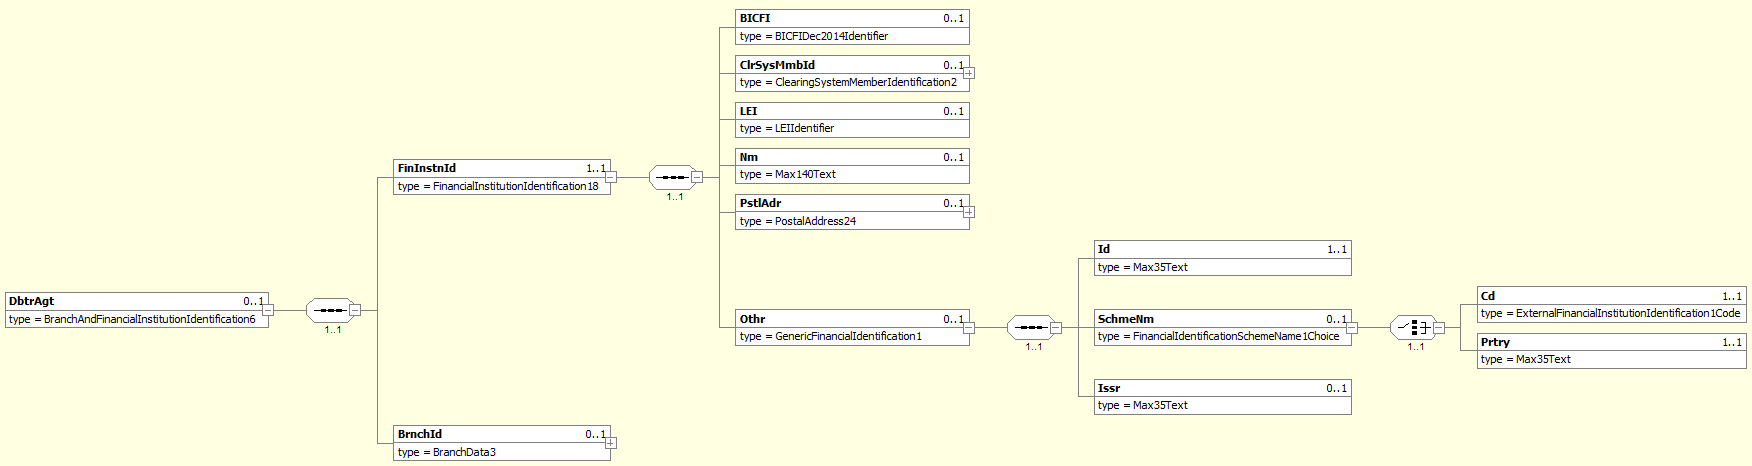 BICFI 0..1
type = BICFIDec2014Identifier
ClrSysMmbId 0..1
type = ClearingSystemMemberIdentification2
LEI 0..1
type = LEIIdentifier
FinInstnId 1..1
type = FinancialInstitutionIdentification18
1..1
Nm 0..1
type = Max140Text
PstlAdr 0..1
type = PostalAddress24
DbtrAgt 0..1
type = BranchAndFinancialInstitutionIdentification6
1..1
Othr 0..1
type = GenericFinancialIdentification1
1..1
Id 1..1
type = Max35Text
SchmeNm 0..1
type = FinancialIdentificationSchemeName1Choice
1..1
Cd 1..1
type = ExternalFinancialInstitutionIdentification1Code
Prtry 1..1
type = Max35Text
Issr 0..1
type = Max35Text
BrnchId 0..1
type = BranchData3